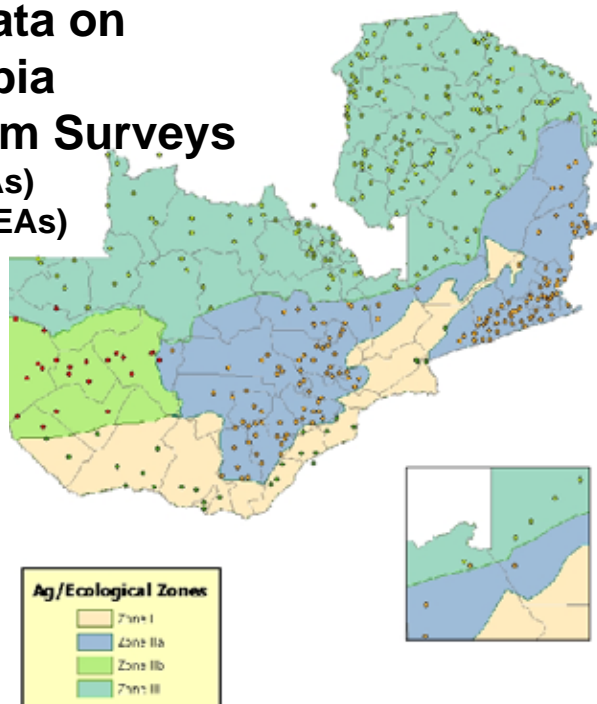 ata on
bia
m Surveys
As)
EAs)
Ag/Ecological Zones
Zone I
Zone IIa
Zone IIb
Zone III